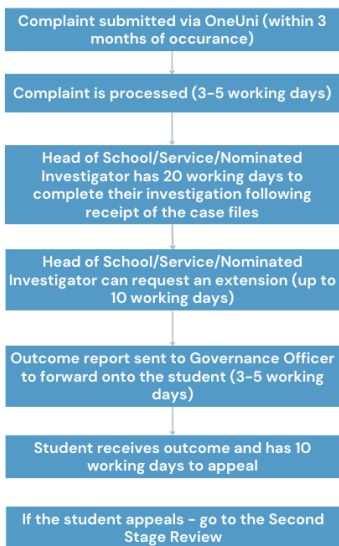 Complaint submitted via OneUni (within 3
months of occurance)
Complaint is processed (3-5 working days)
Head of School/Service/Nominated
Investigator has 20 working days to
complete their investigation following
receipt of the case files
Head of School/Service/Nominated
Investigator can request an extension (up to
10 working days)
Outcome report sent to Governance Officer
to forward onto the student (3-5 working
days)
Student receives outcome and has 10
working days to appeal
If the student appeals - go to the Second
Stage Review